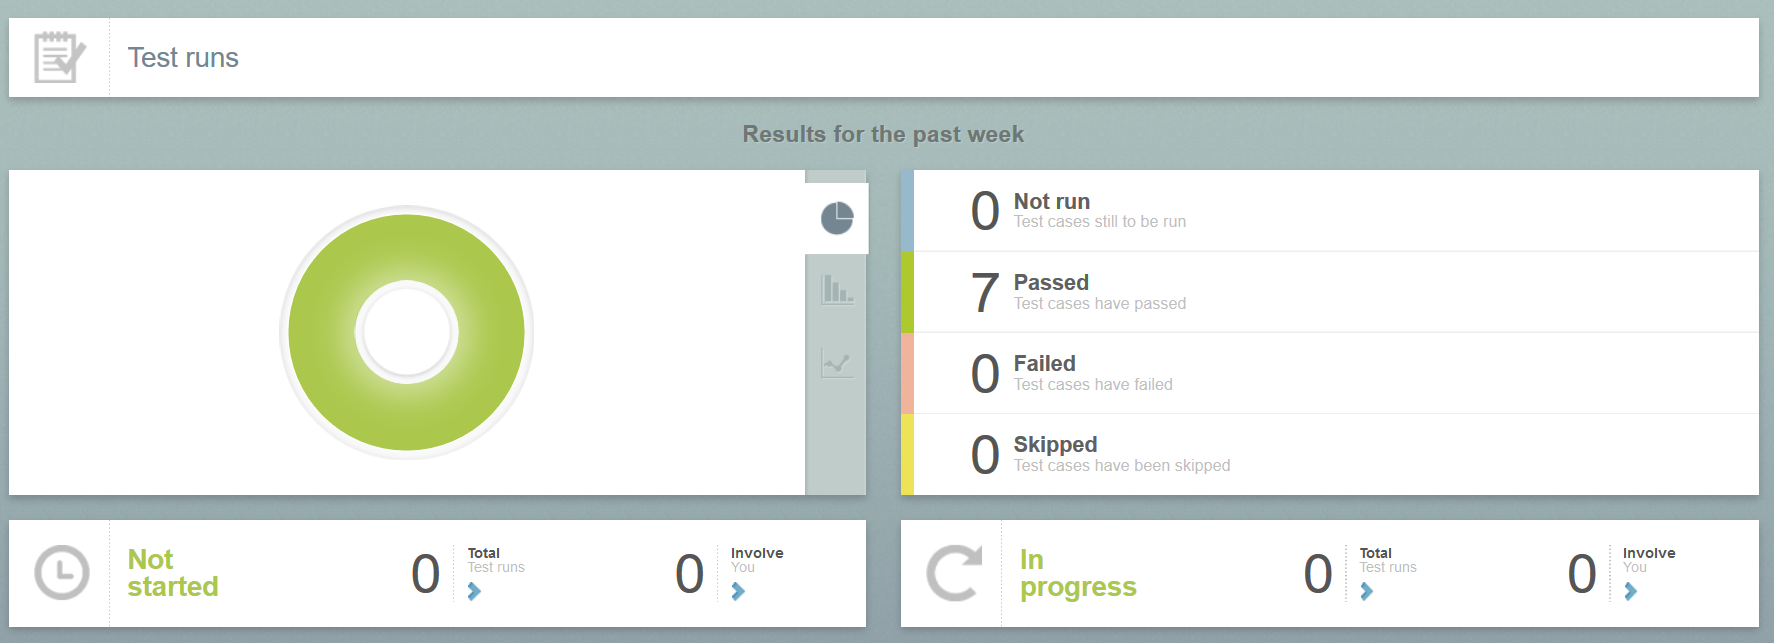 Test runs
Results for the past week
0 Not run
Test cases still to be run
7 Passed
Test cases have passed
0 Failed
Test cases have failed
0 Skipped
Test cases have been skipped
Not
started
0 Total
Test runs
0 Involve
You
In
progress
0 Total
Test runs
0 Involve
You